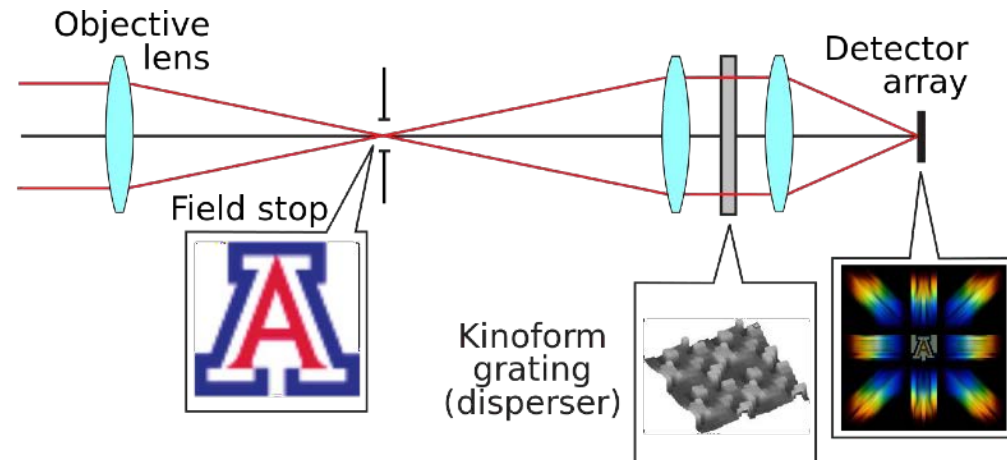 Objective
lens
Detector
array
Field stop
A
Kinoform
grating
(disperser)
A